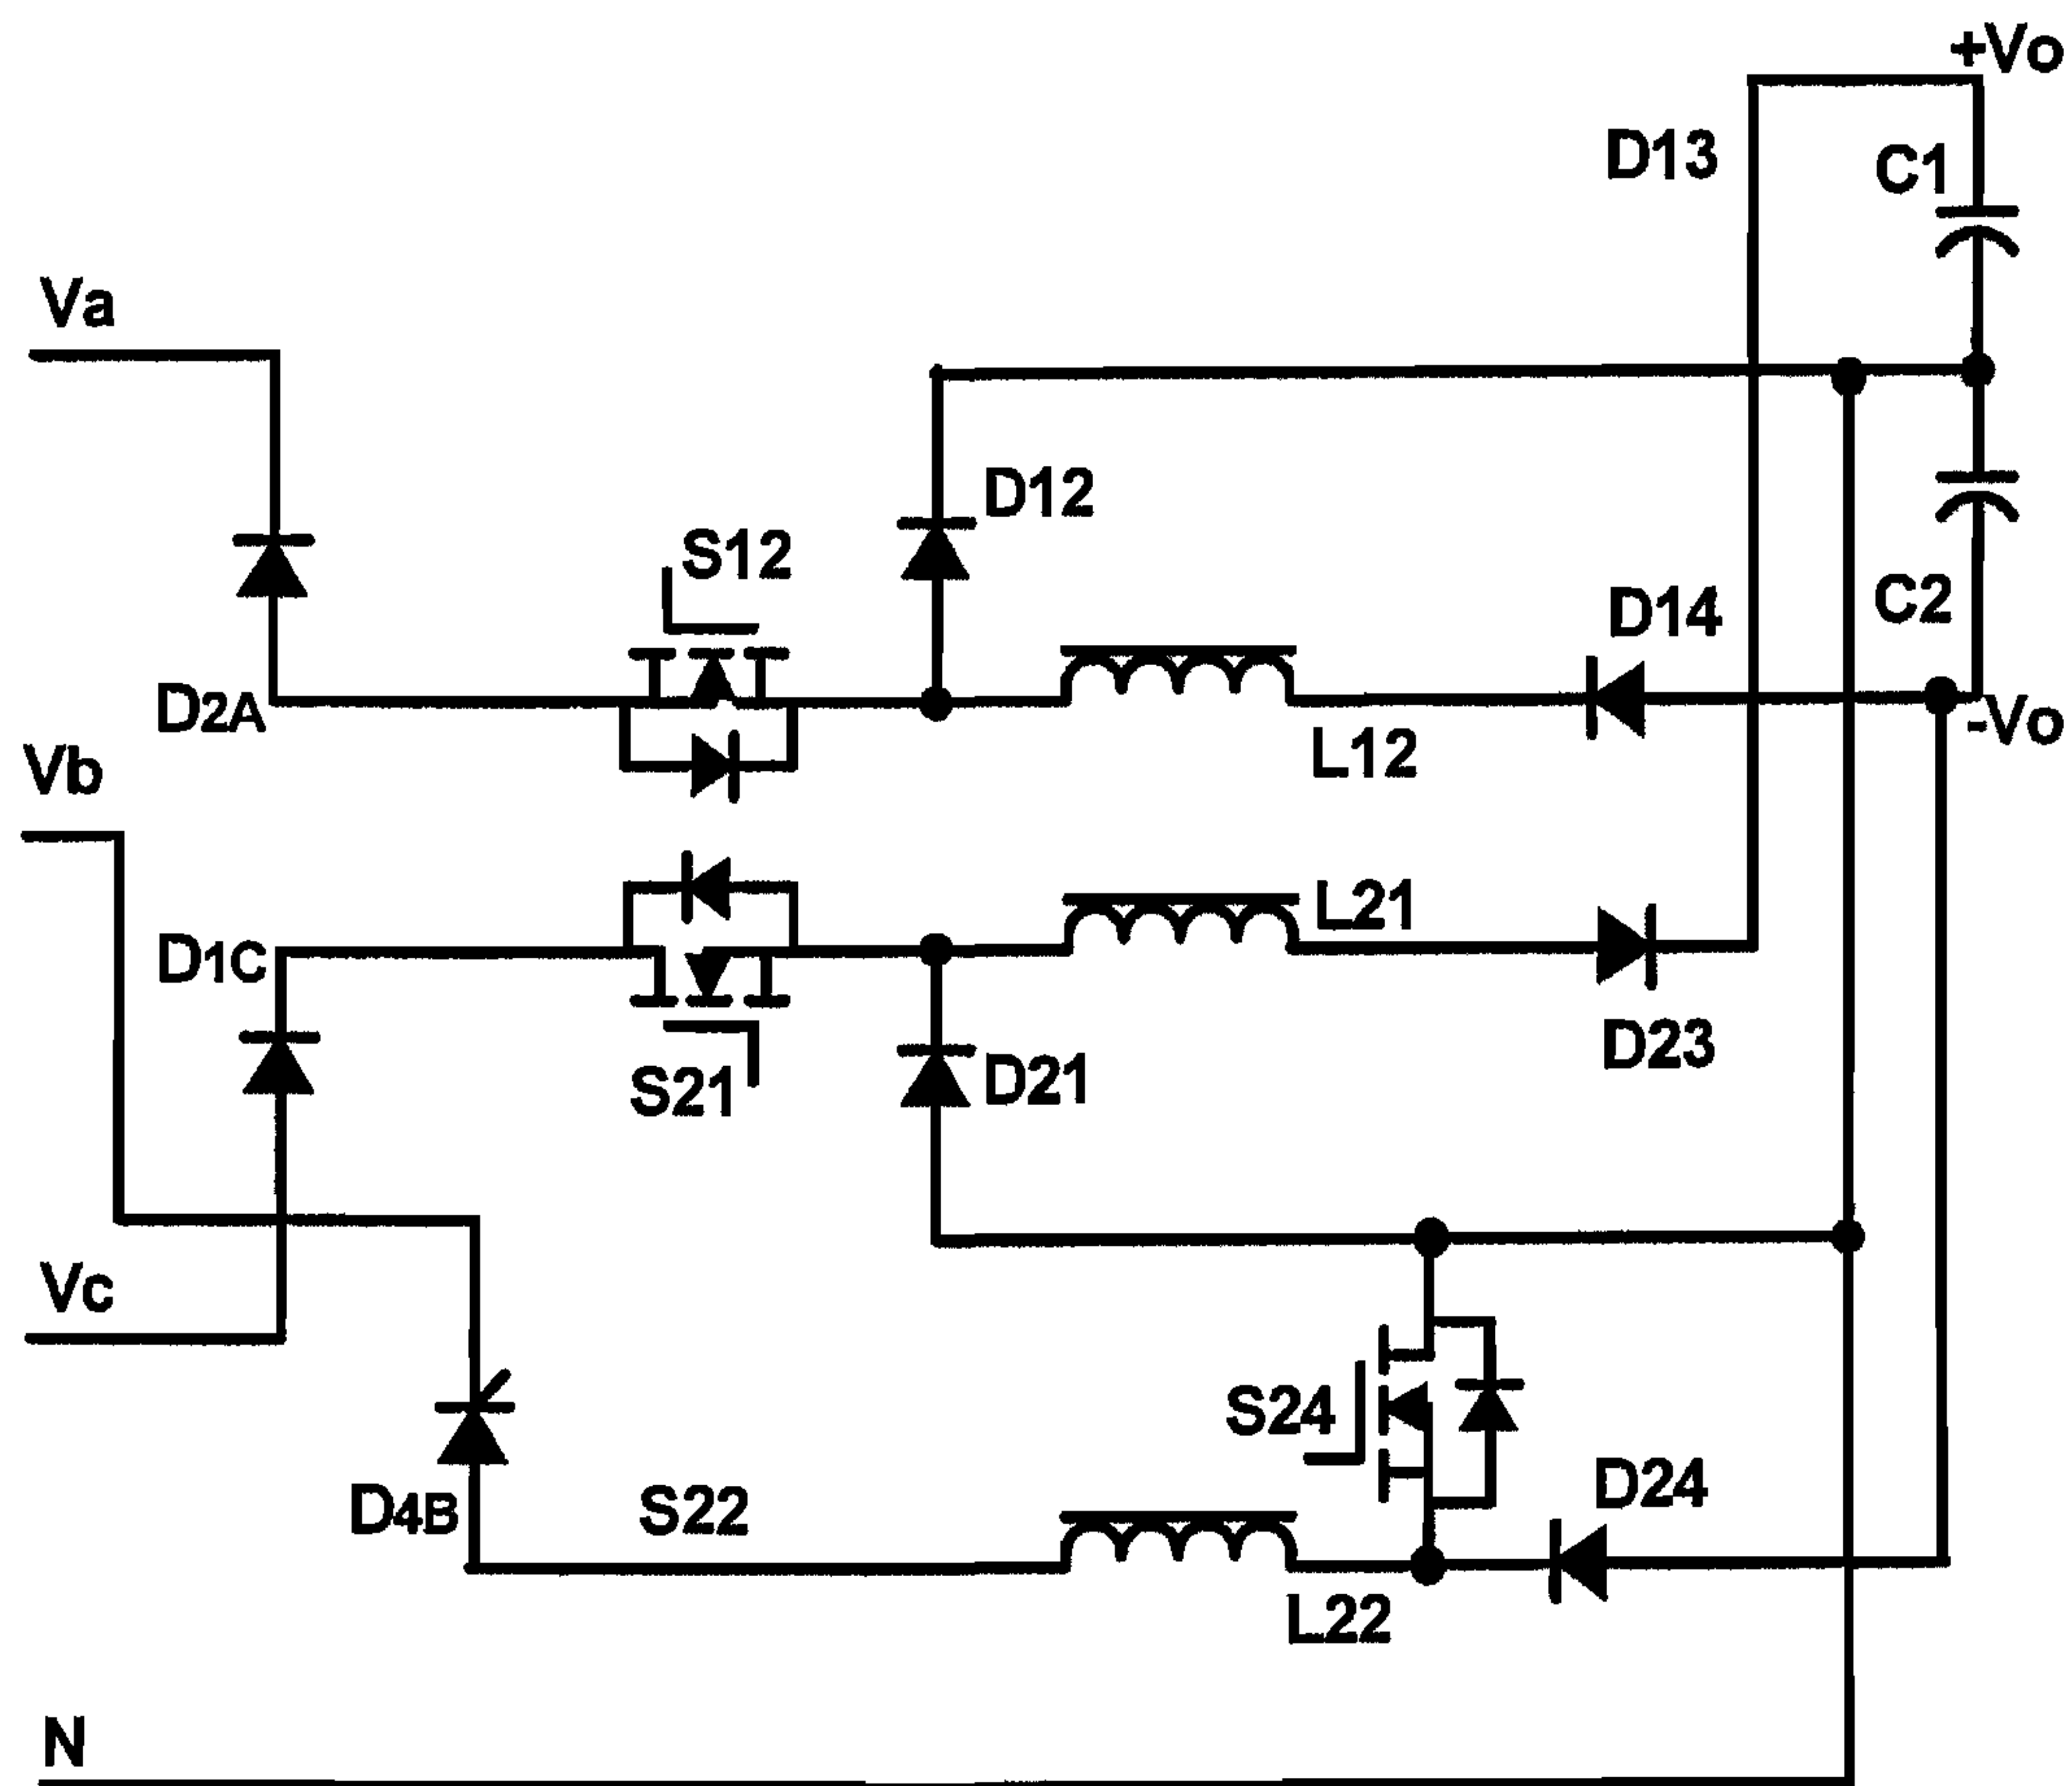 +Vo
D13
C1
Va
D12
S12
D14
C2
D2A
-Vo
L12
Vb
L21
D1C
D23
S21
D21
Vc
S24
D24
D4B
S22
L22
N